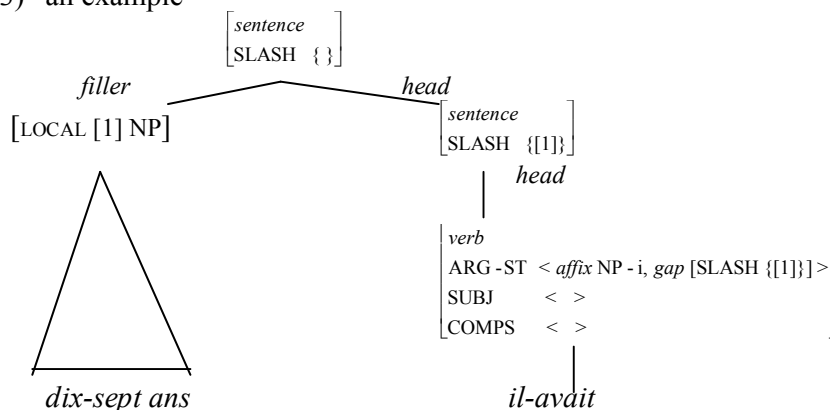 an example
sentence
SLASH { }
filler
head
[LOCAL [1] NP]
sentence
SLASH {[1]}
head
verb
ARG -ST < affix NP - i, gap [SLASH {[1]}] >
SUBJ < >
COMPS < >
dix-sept ans
il-avait